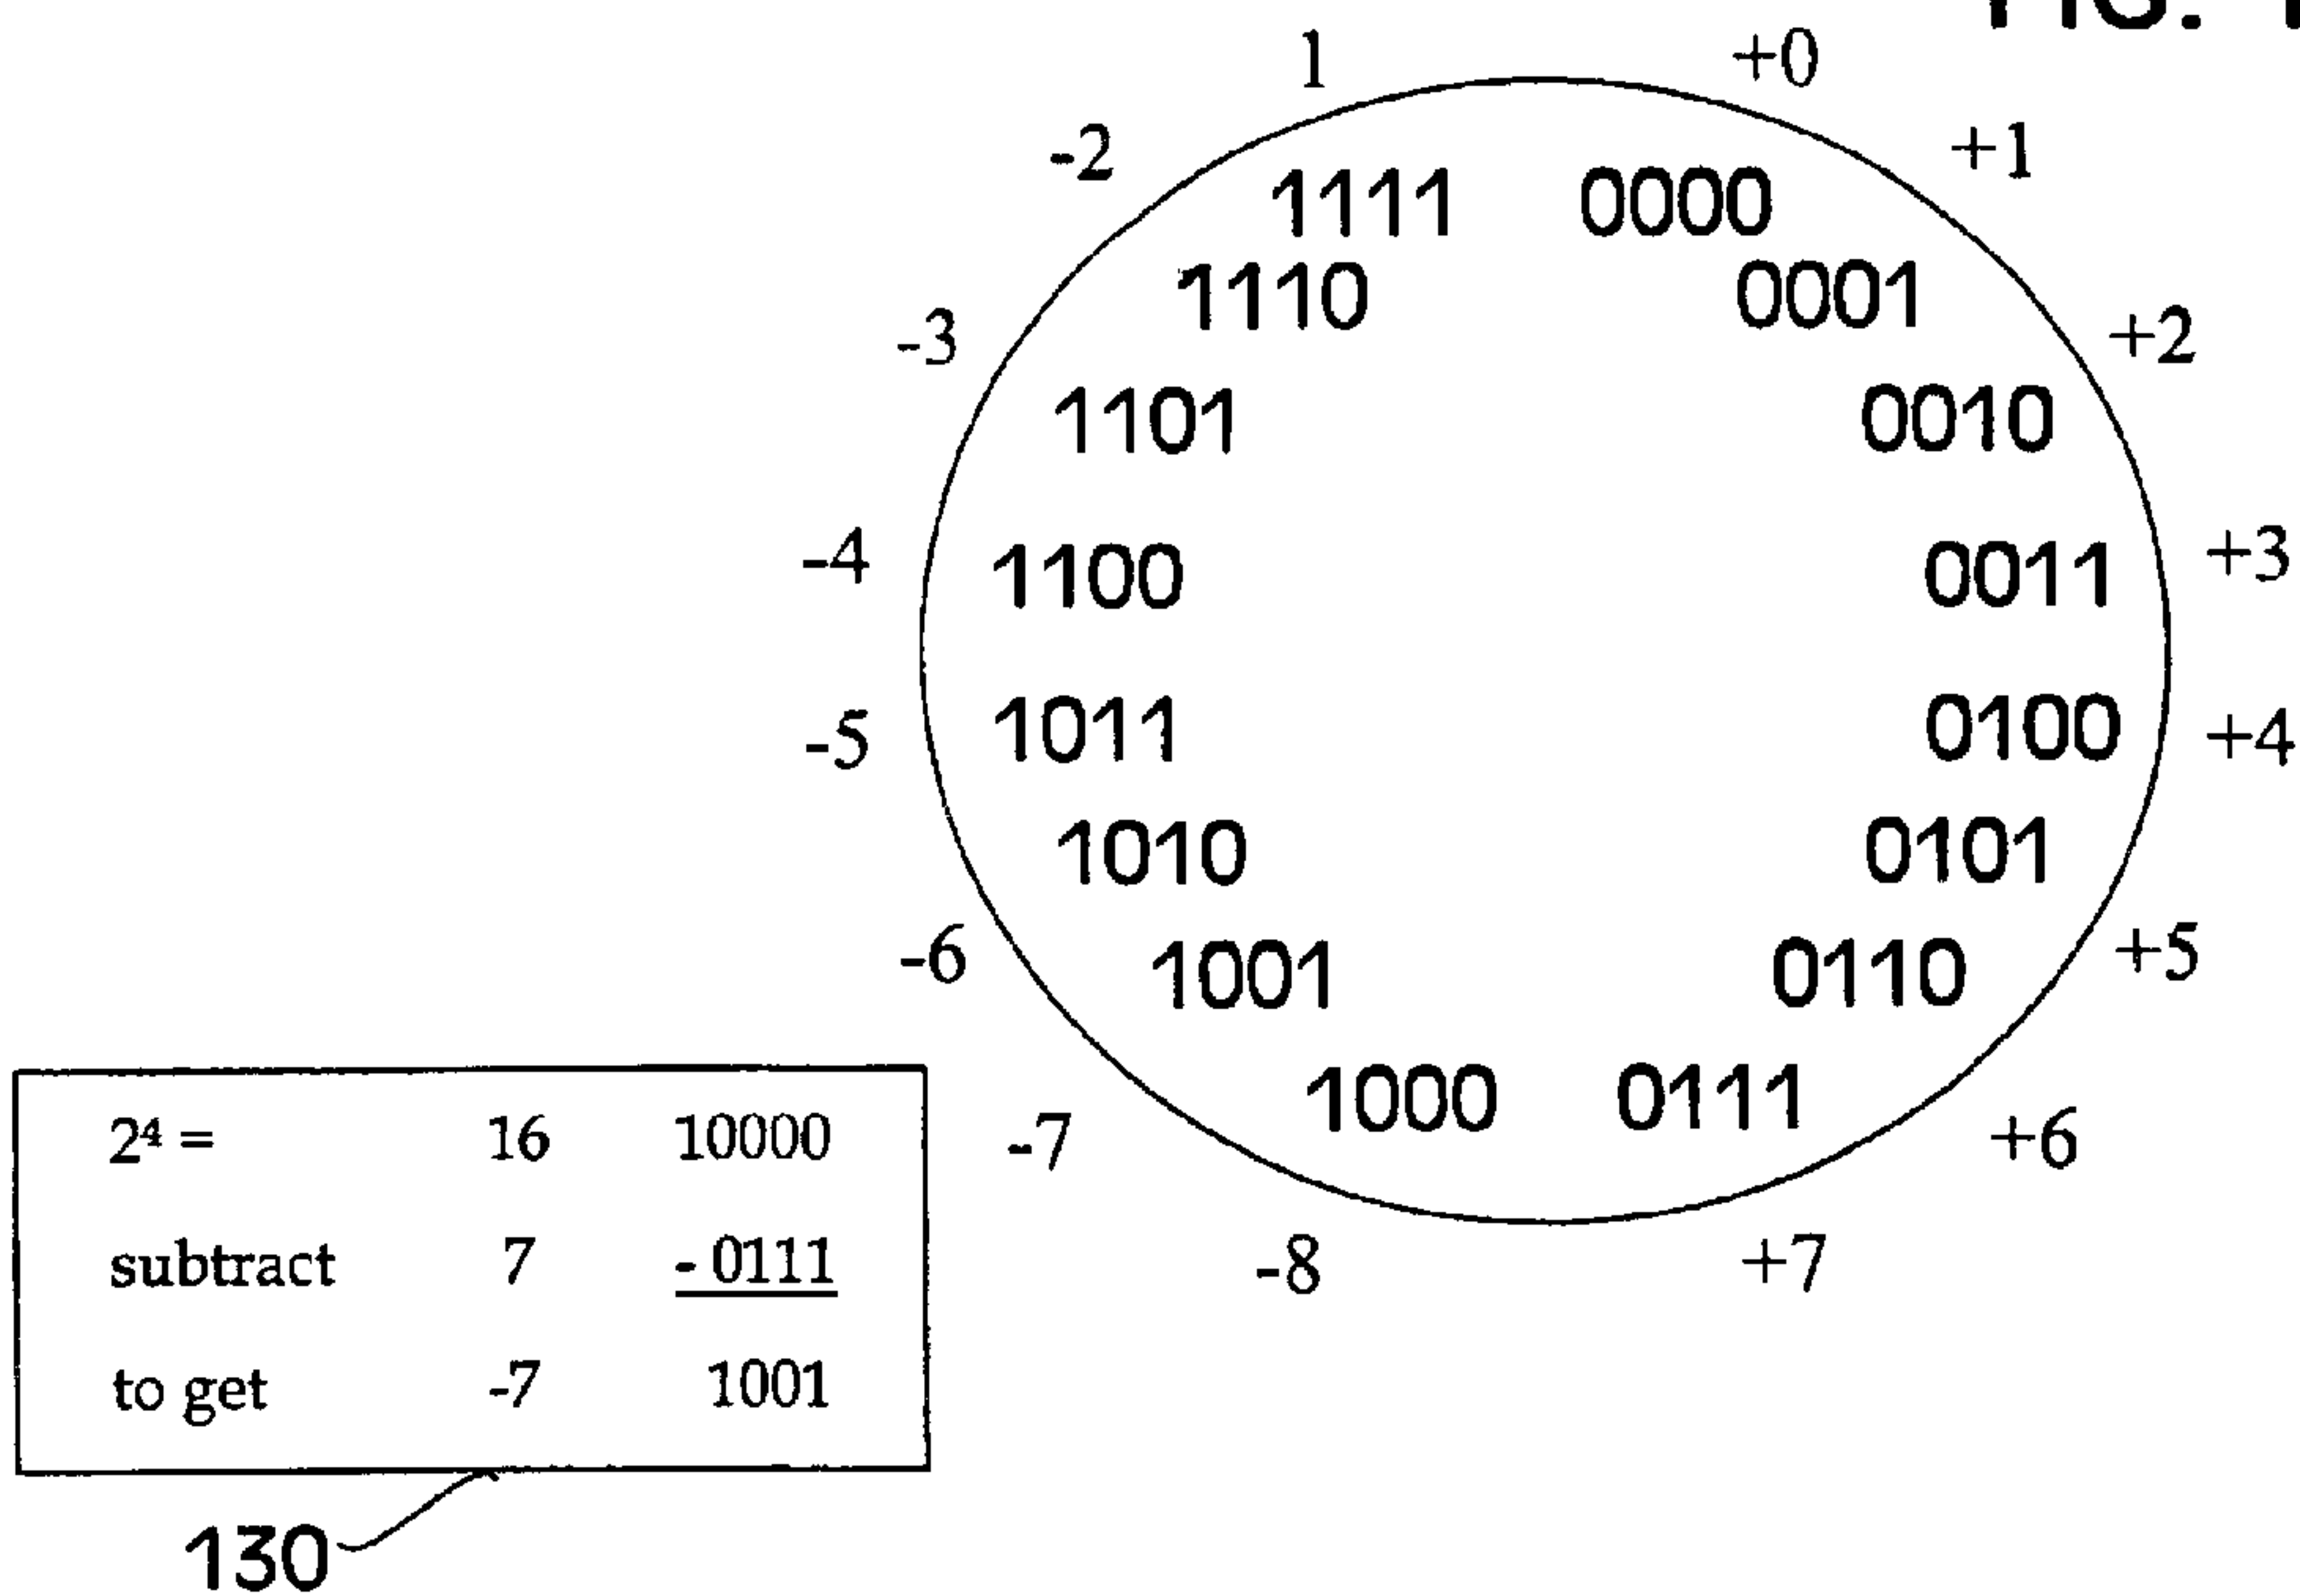 FIG. 1
1 +0
-2 +1
1111 0000
1110 0001
-3 +2
1101 0010
-4 1100 0011 +3
-5 1011 0100 +4
1010 0101
-6 1001 0110 +5
1000 0111
-7 +6
-8 +7
2⁴ = 16 10000
subtract 7 - 0111
to get -7 1001
130